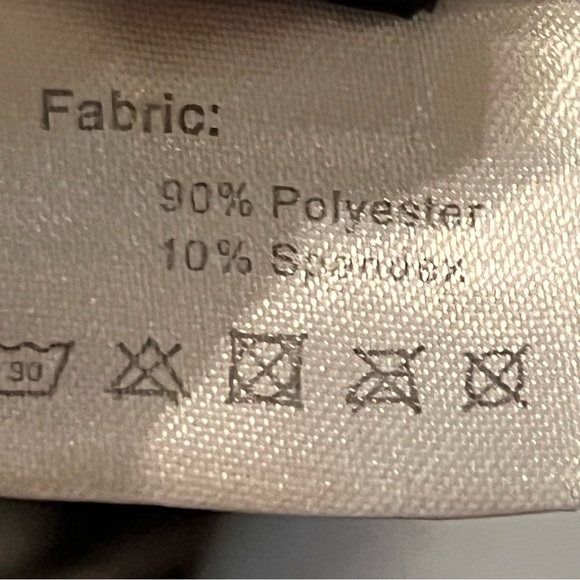 Fabric:
90% Polyester
10% Spandex
30